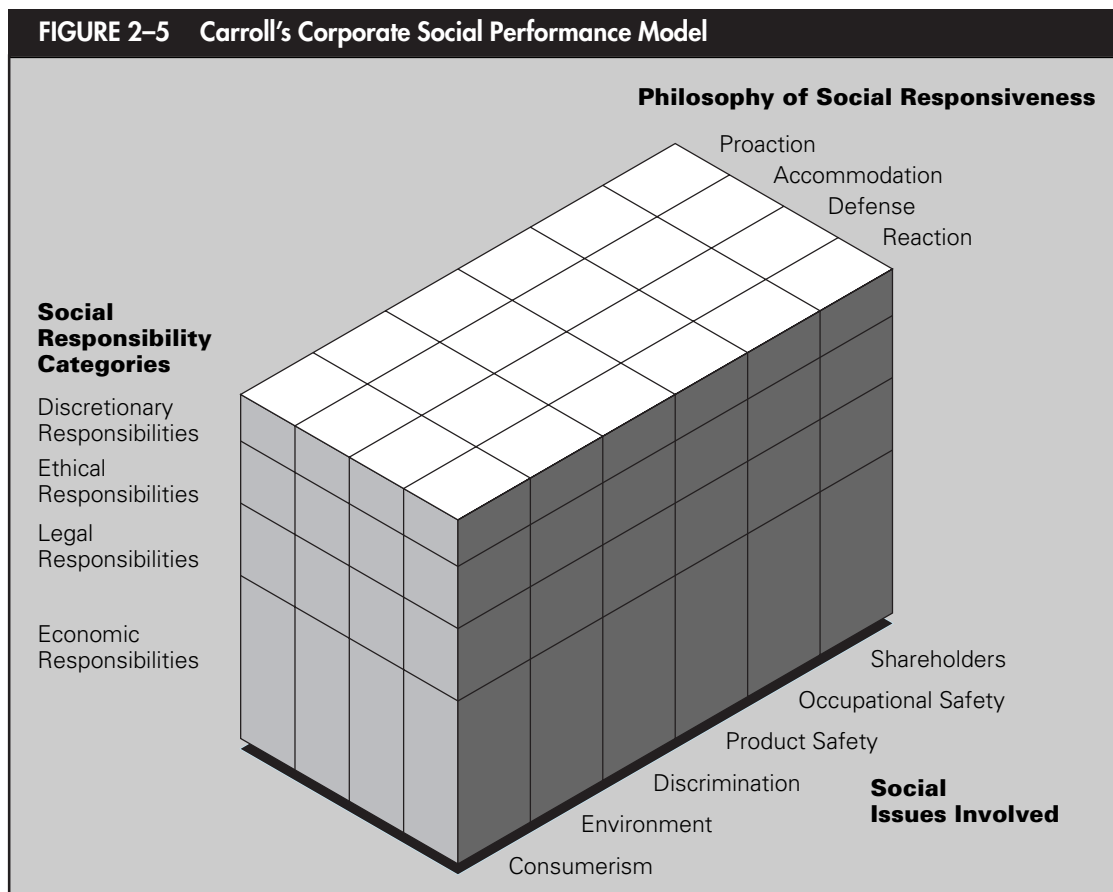 FIGURE 2–5 Carroll's Corporate Social Performance Model
Philosophy of Social Responsiveness
Proaction
Accommodation
Defense
Reaction
Social
Responsibility
Categories
Discretionary
Responsibilities
Ethical
Responsibilities
Legal
Responsibilities
Economic
Responsibilities
Shareholders
Occupational Safety
Product Safety
Discrimination
Environment
Consumerism
Social
Issues Involved